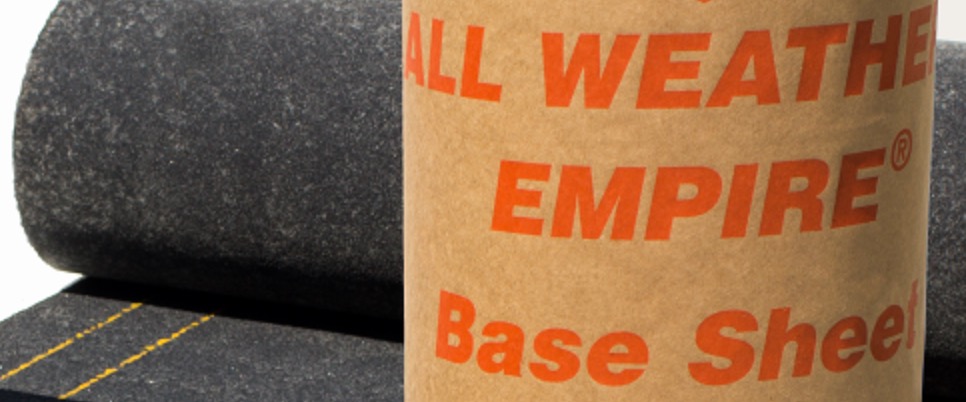 ALL WEATHER
EMPIRE®
Base Sheet